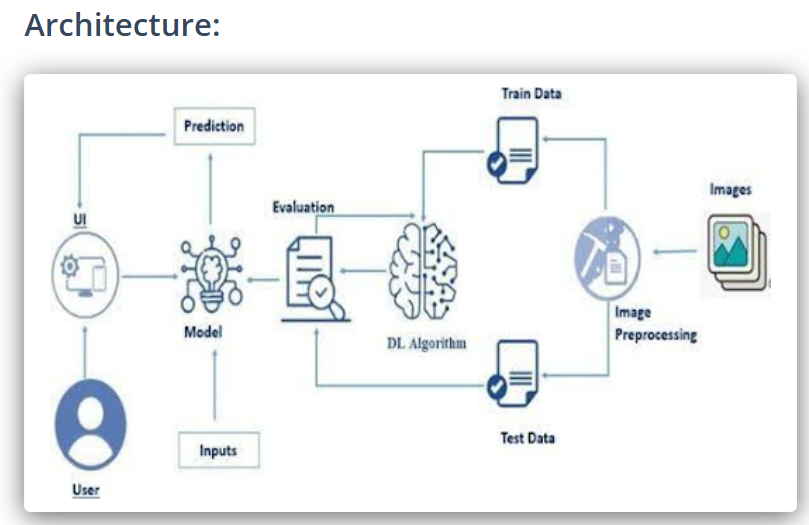 Architecture:
Train Data
Prediction
Images
Evaluation
UI
Image
Preprocessing
Model
DL Algorithm
Test Data
Inputs
User